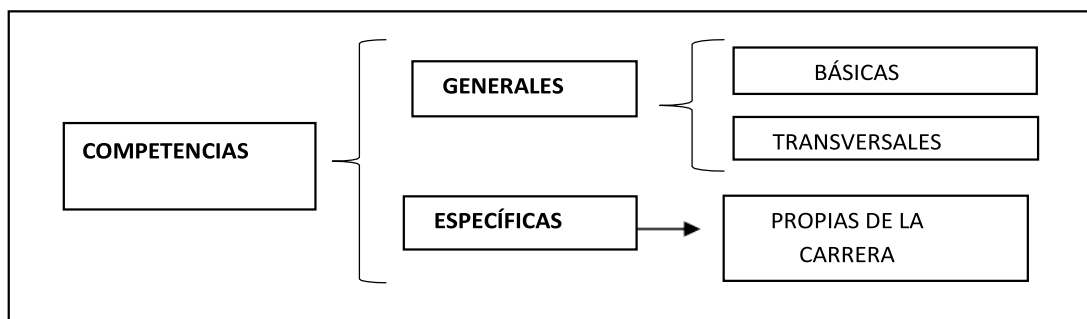 COMPETENCIAS
GENERALES
BÁSICAS
TRANSVERSALES
ESPECÍFICAS
PROPIAS DE LA
CARRERA